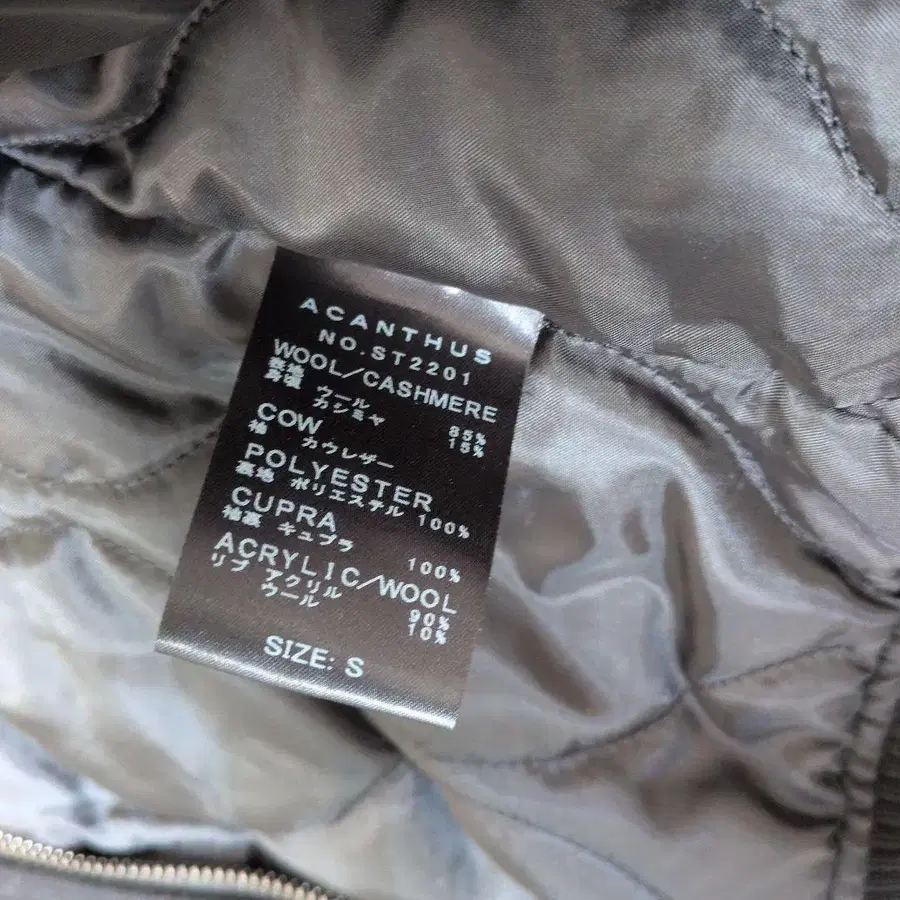 ACANTHUS
NO.ST2201
WOOL/CASHMERE
表地 ウール 85%
身頃 カシミヤ 15%
COW
袖 カウレザー
POLYESTER
裏地 ポリエステル 100%
CUPRA
袖裏 キュプラ 100%
ACRYLIC/WOOL
リブ アクリル 90%
ウール 10%
SIZE: S